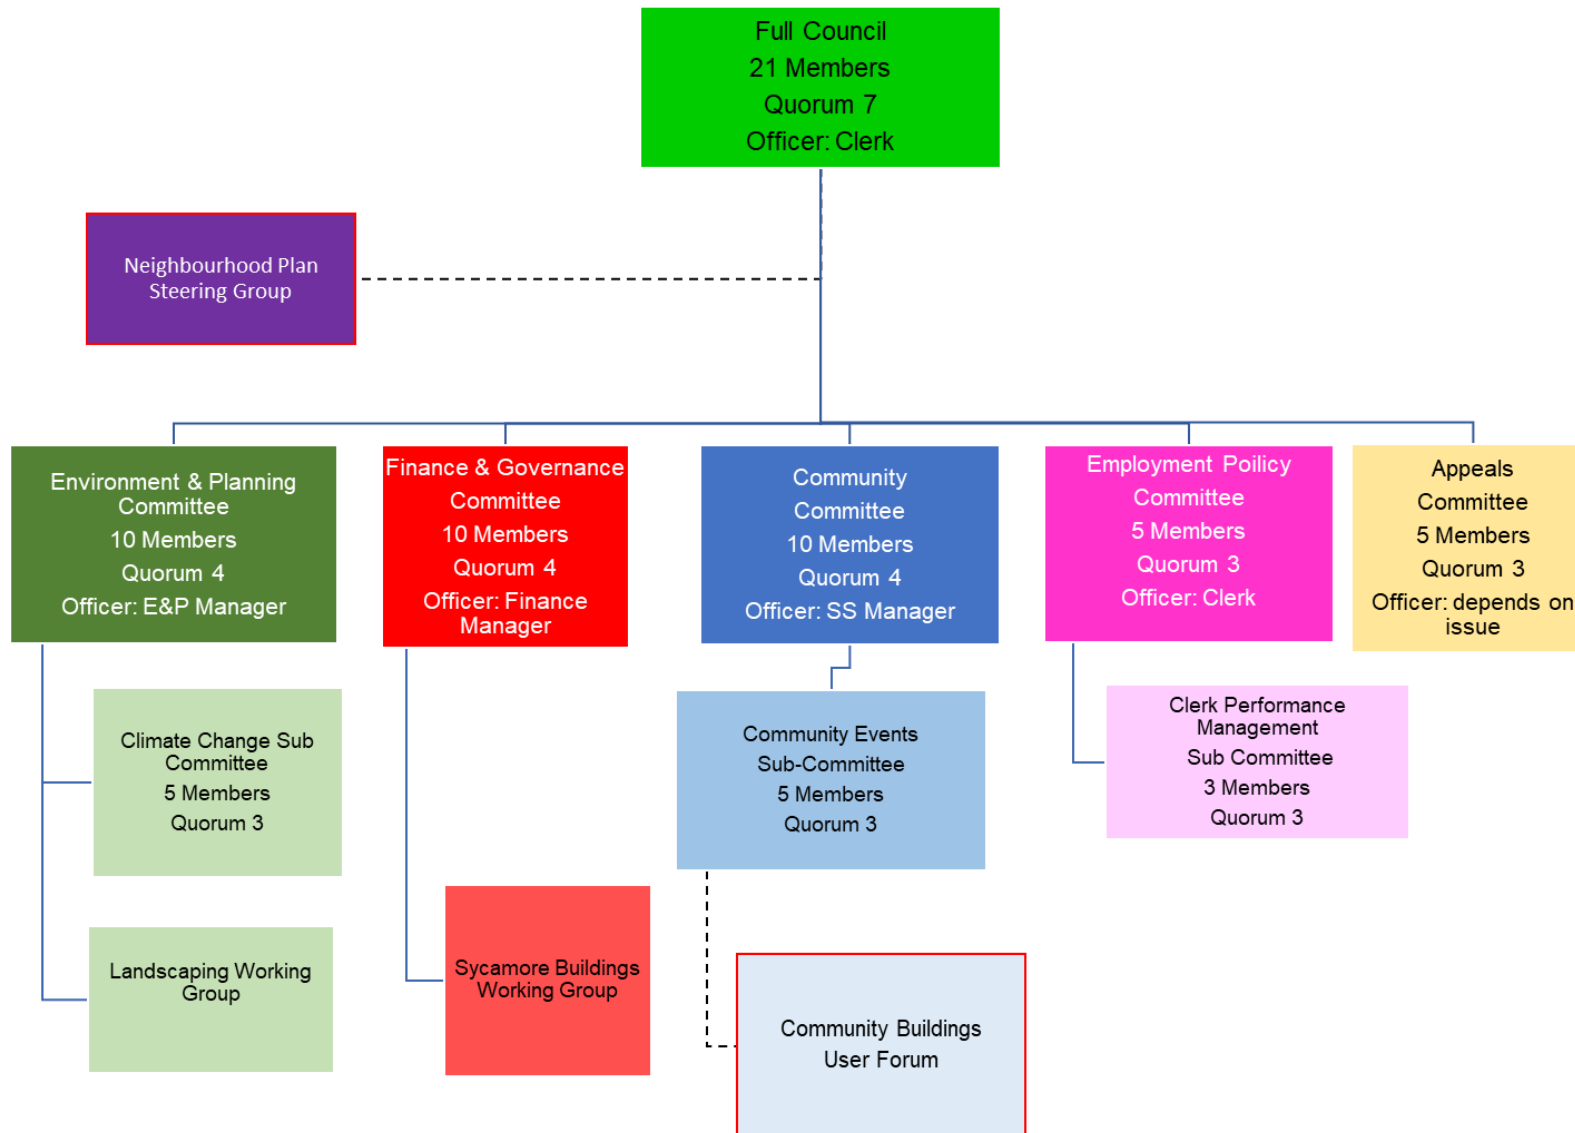 Full Council
21 Members
Quorum 7
Officer: Clerk
Neighbourhood Plan
Steering Group
Environment & Planning
Committee
10 Members
Quorum 4
Officer: E&P Manager
Finance & Governance
Committee
10 Members
Quorum 4
Officer: Finance
Manager
Community
Committee
10 Members
Quorum 4
Officer: SS Manager
Employment Poilicy
Committee
5 Members
Quorum 3
Officer: Clerk
Appeals
Committee
5 Members
Quorum 3
Officer: depends on
issue
Climate Change Sub
Committee
5 Members
Quorum 3
Community Events
Sub-Committee
5 Members
Quorum 3
Clerk Performance
Management
Sub Committee
3 Members
Quorum 3
Landscaping Working
Group
Sycamore Buildings
Working Group
Community Buildings
User Forum